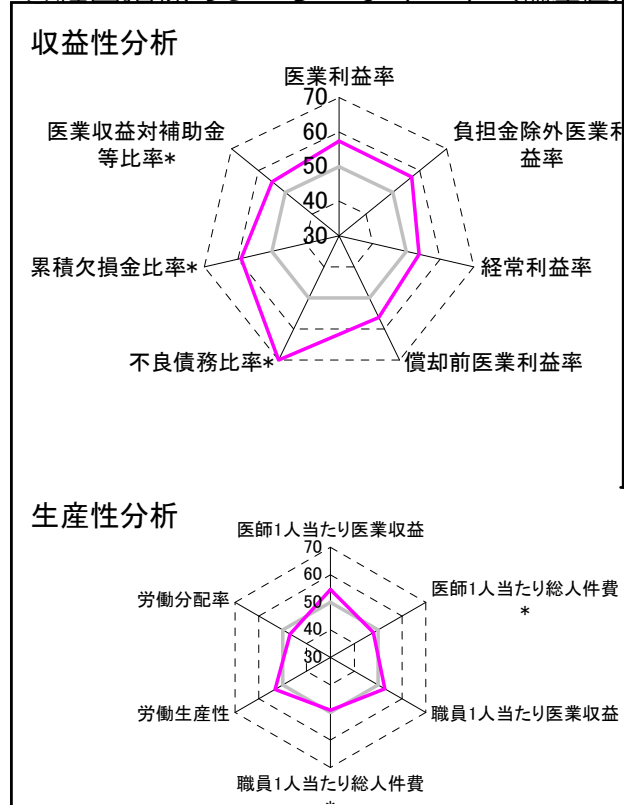 収益性分析
医業利益率
70
60
50
40
30
負担金除外医業利
益率
経常利益率
償却前医業利益率
不良債務比率*
累積欠損金比率*
医業収益対補助金
等比率*
生産性分析
医師1人当たり医業収益
70
60
50
40
30
医師1人当たり総人件費
*
職員1人当たり医業収益
職員1人当たり総人件費
*
労働生産性
労働分配率